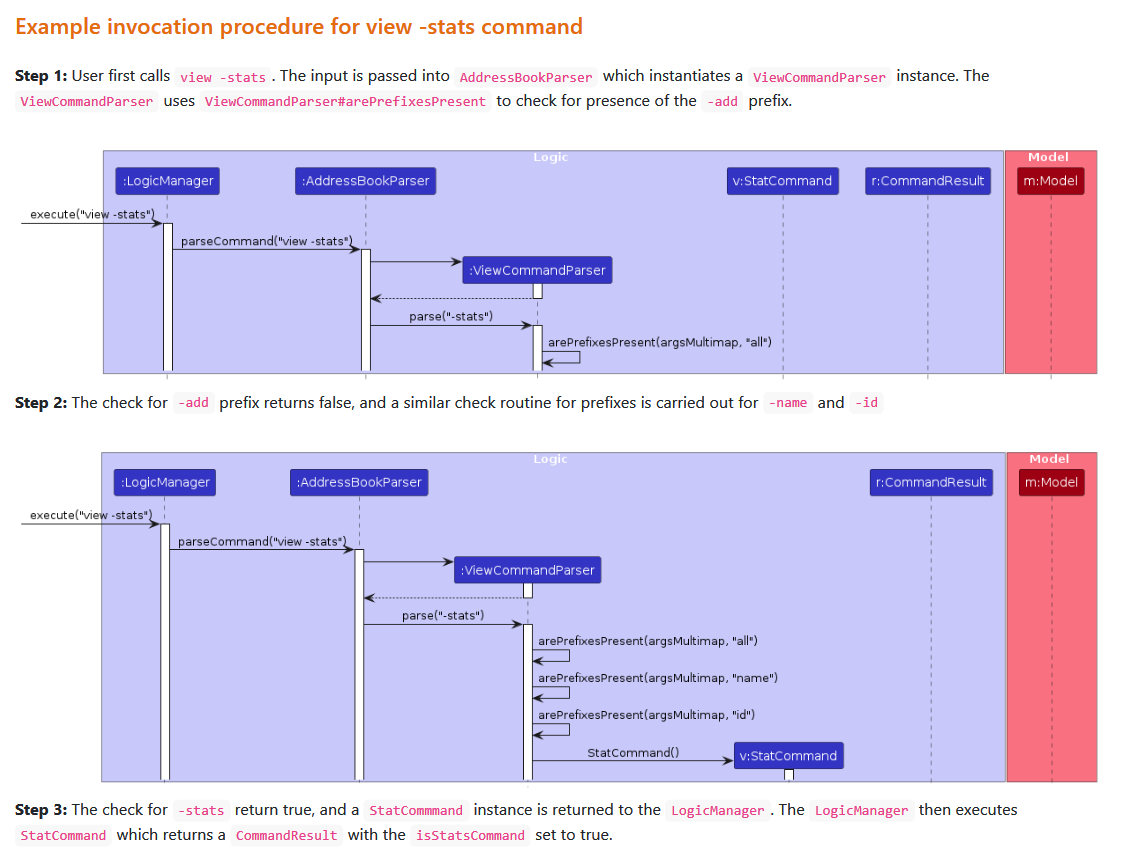 Example invocation procedure for view -stats command
Step 1: User first calls view -stats . The input is passed into AddressBookParser which instantiates a ViewCommandParser instance. The
ViewCommandParser uses ViewCommandParser#arePrefixesPresent to check for presence of the -add prefix.
Logic
Model
:LogicManager
:AddressBookParser
v:StatCommand
r:CommandResult
m:Model
execute("view -stats")
parseCommand("view -stats")
:ViewCommandParser
parse("-stats")
arePrefixesPresent(argsMultimap, "all")
Step 2: The check for -add prefix returns false, and a similar check routine for prefixes is carried out for -name and -id
Logic
Model
:LogicManager
:AddressBookParser
r:CommandResult
m:Model
execute("view -stats")
parseCommand("view -stats")
:ViewCommandParser
parse("-stats")
arePrefixesPresent(argsMultimap, "all")
arePrefixesPresent(argsMultimap, "name")
arePrefixesPresent(argsMultimap, "id")
StatCommand()
v:StatCommand
Step 3: The check for -stats return true, and a StatCommmand instance is returned to the LogicManager . The LogicManager then executes
StatCommand which returns a CommandResult with the isStatsCommand set to true.